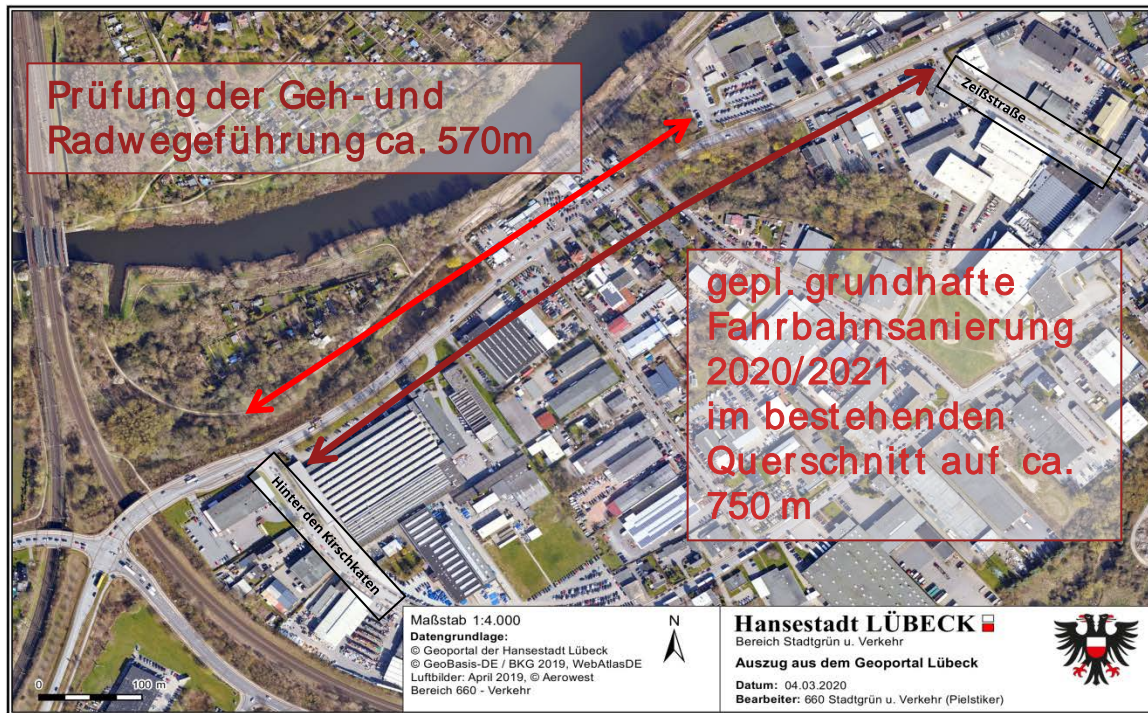 Prüfung der Geh- und
Radwegeführung ca. 570m
Zeißstraße
gepl. grundhafte
Fahrbahnsanierung
2020/2021
im bestehenden
Querschnitt auf ca.
750 m
Hinter den Kirschkaten
0 100 m
Maßstab 1:4.000
Datengrundlage:
© Geoportal der Hansestadt Lübeck
© GeoBasis-DE / BKG 2019, WebAtlasDE
Luftbilder: April 2019, © Aerowest
Bereich 660 - Verkehr
N
Hansestadt LÜBECK
Bereich Stadtgrün u. Verkehr
Auszug aus dem Geoportal Lübeck
Datum: 04.03.2020
Bearbeiter: 660 Stadtgrün u. Verkehr (Pielstiker)